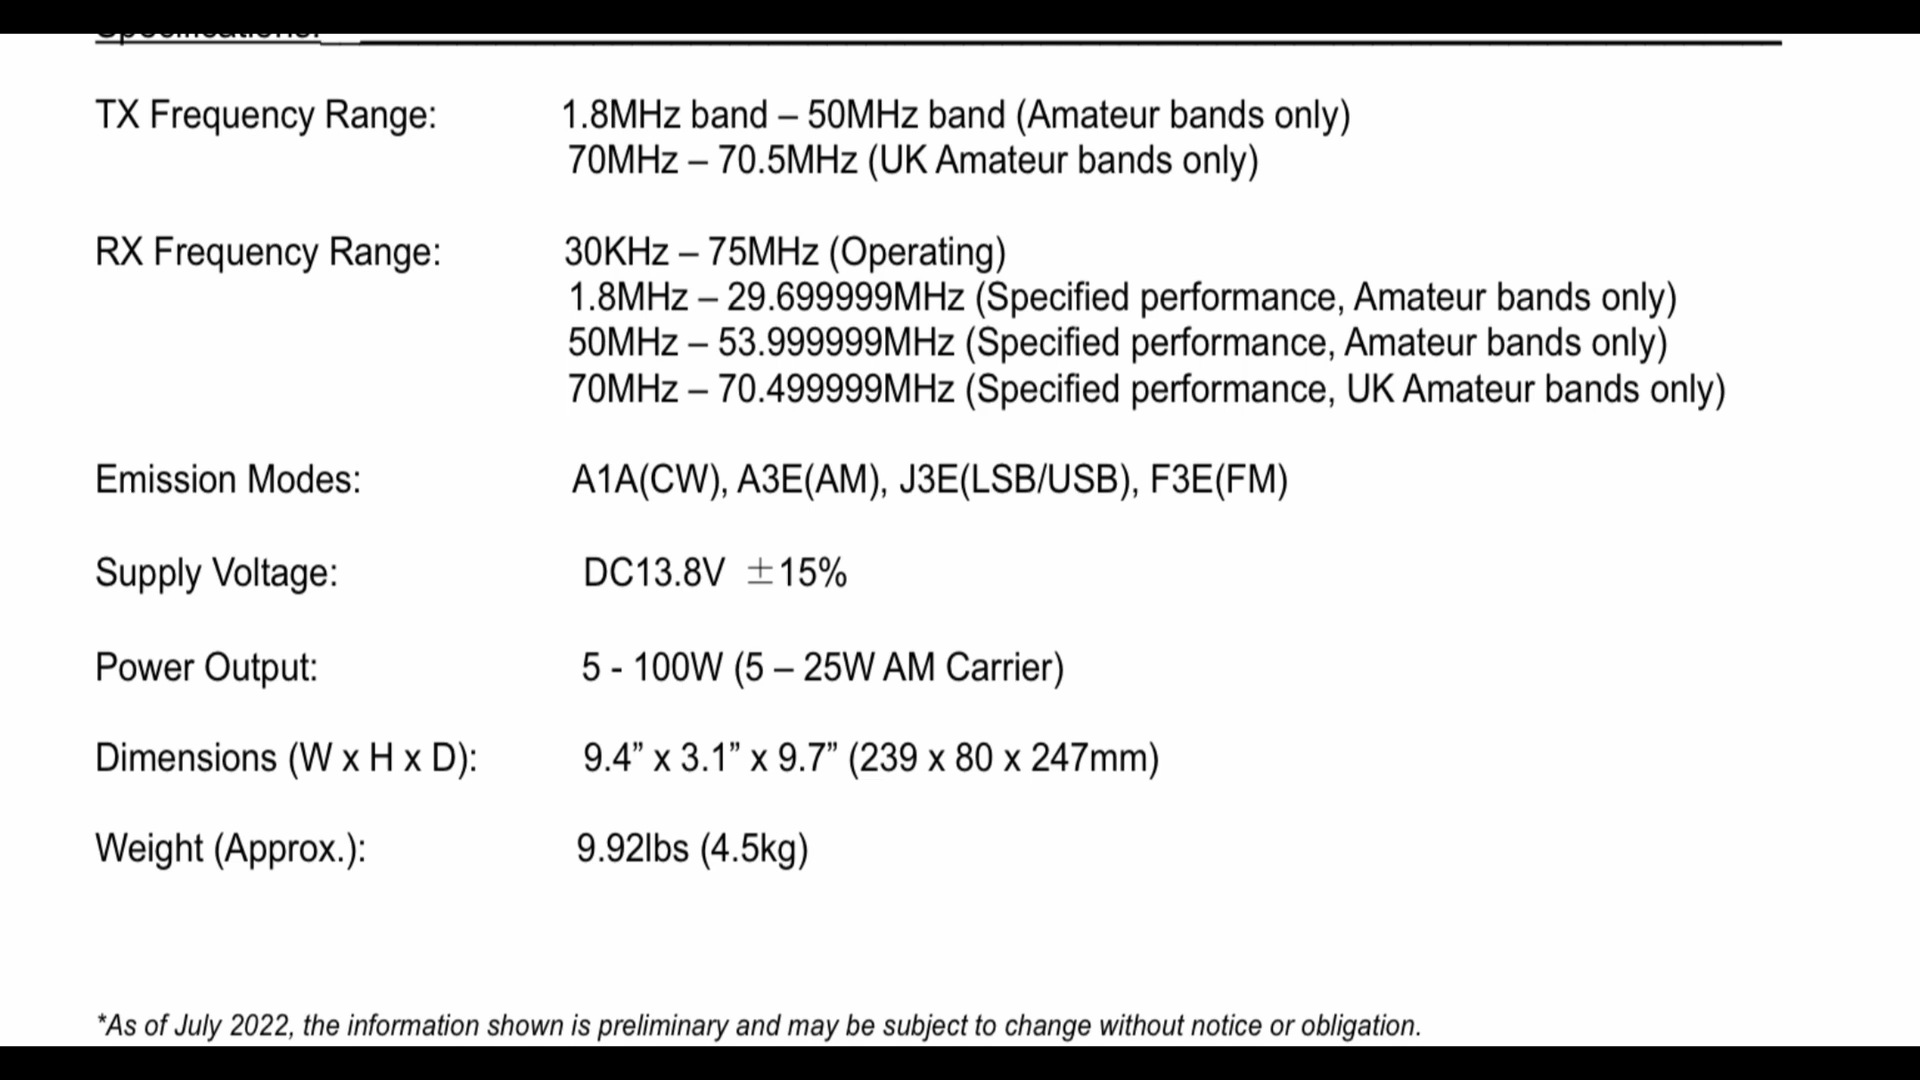 Specifications:
TX Frequency Range: 1.8MHz band – 50MHz band (Amateur bands only)
70MHz – 70.5MHz (UK Amateur bands only)
RX Frequency Range: 30KHz – 75MHz (Operating)
1.8MHz – 29.699999MHz (Specified performance, Amateur bands only)
50MHz – 53.999999MHz (Specified performance, Amateur bands only)
70MHz – 70.499999MHz (Specified performance, UK Amateur bands only)
Emission Modes: A1A(CW), A3E(AM), J3E(LSB/USB), F3E(FM)
Supply Voltage: DC13.8V ±15%
Power Output: 5 - 100W (5 – 25W AM Carrier)
Dimensions (W x H x D): 9.4” x 3.1” x 9.7” (239 x 80 x 247mm)
Weight (Approx.): 9.92lbs (4.5kg)
*As of July 2022, the information shown is preliminary and may be subject to change without notice or obligation.